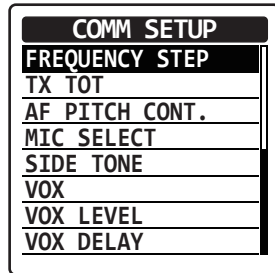 COMM SETUP
FREQUENCY STEP
TX TOT
AF PITCH CONT.
MIC SELECT
SIDE TONE
VOX
VOX LEVEL
VOX DELAY